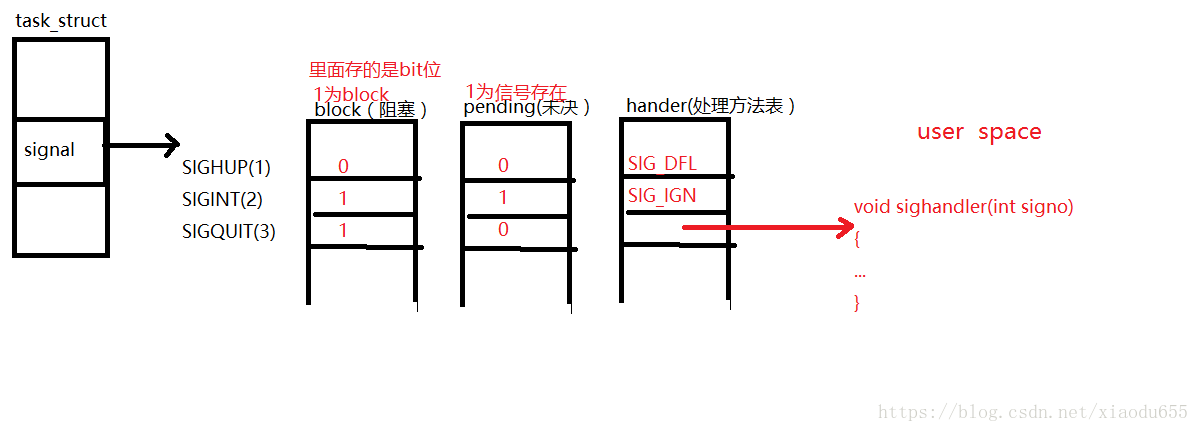 task_struct
signal
里面存的是bit位
1为block
block（阻塞）
1为信号存在
pending(未决）
hander(处理方法表）
user space
SIGHUP(1)
0
0
SIG_DFL
SIGINT(2)
1
1
SIG_IGN
SIGQUIT(3)
1
0
void sighandler(int signo)
{
...
}
https://blog.csdn.net/xiaodu655